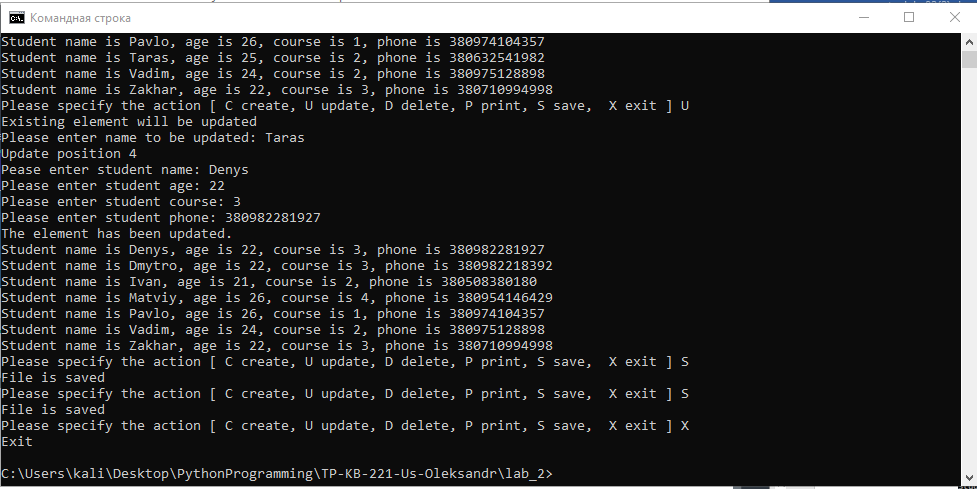 Командная строка
Student name is Pavlo, age is 26, course is 1, phone is 380974104357
Student name is Taras, age is 25, course is 2, phone is 380632541982
Student name is Vadim, age is 24, course is 2, phone is 380975128898
Student name is Zakhar, age is 22, course is 3, phone is 380710994998
Please specify the action [ C create, U update, D delete, P print, S save,  X exit ] U
Existing element will be updated
Please enter name to be updated: Taras
Update position 4
Pease enter student name: Denys
Please enter student age: 22
Please enter student course: 3
Please enter student phone: 380982281927
The element has been updated.
Student name is Denys, age is 22, course is 3, phone is 380982281927
Student name is Dmytro, age is 22, course is 3, phone is 380982218392
Student name is Ivan, age is 21, course is 2, phone is 380508380180
Student name is Matviy, age is 26, course is 4, phone is 380954146429
Student name is Pavlo, age is 26, course is 1, phone is 380974104357
Student name is Vadim, age is 24, course is 2, phone is 380975128898
Student name is Zakhar, age is 22, course is 3, phone is 380710994998
Please specify the action [ C create, U update, D delete, P print, S save,  X exit ] S
File is saved
Please specify the action [ C create, U update, D delete, P print, S save,  X exit ] S
File is saved
Please specify the action [ C create, U update, D delete, P print, S save,  X exit ] X
Exit
C:\Users\kali\Desktop\PythonProgramming\TP-KB-221-Us-Oleksandr\lab_2>